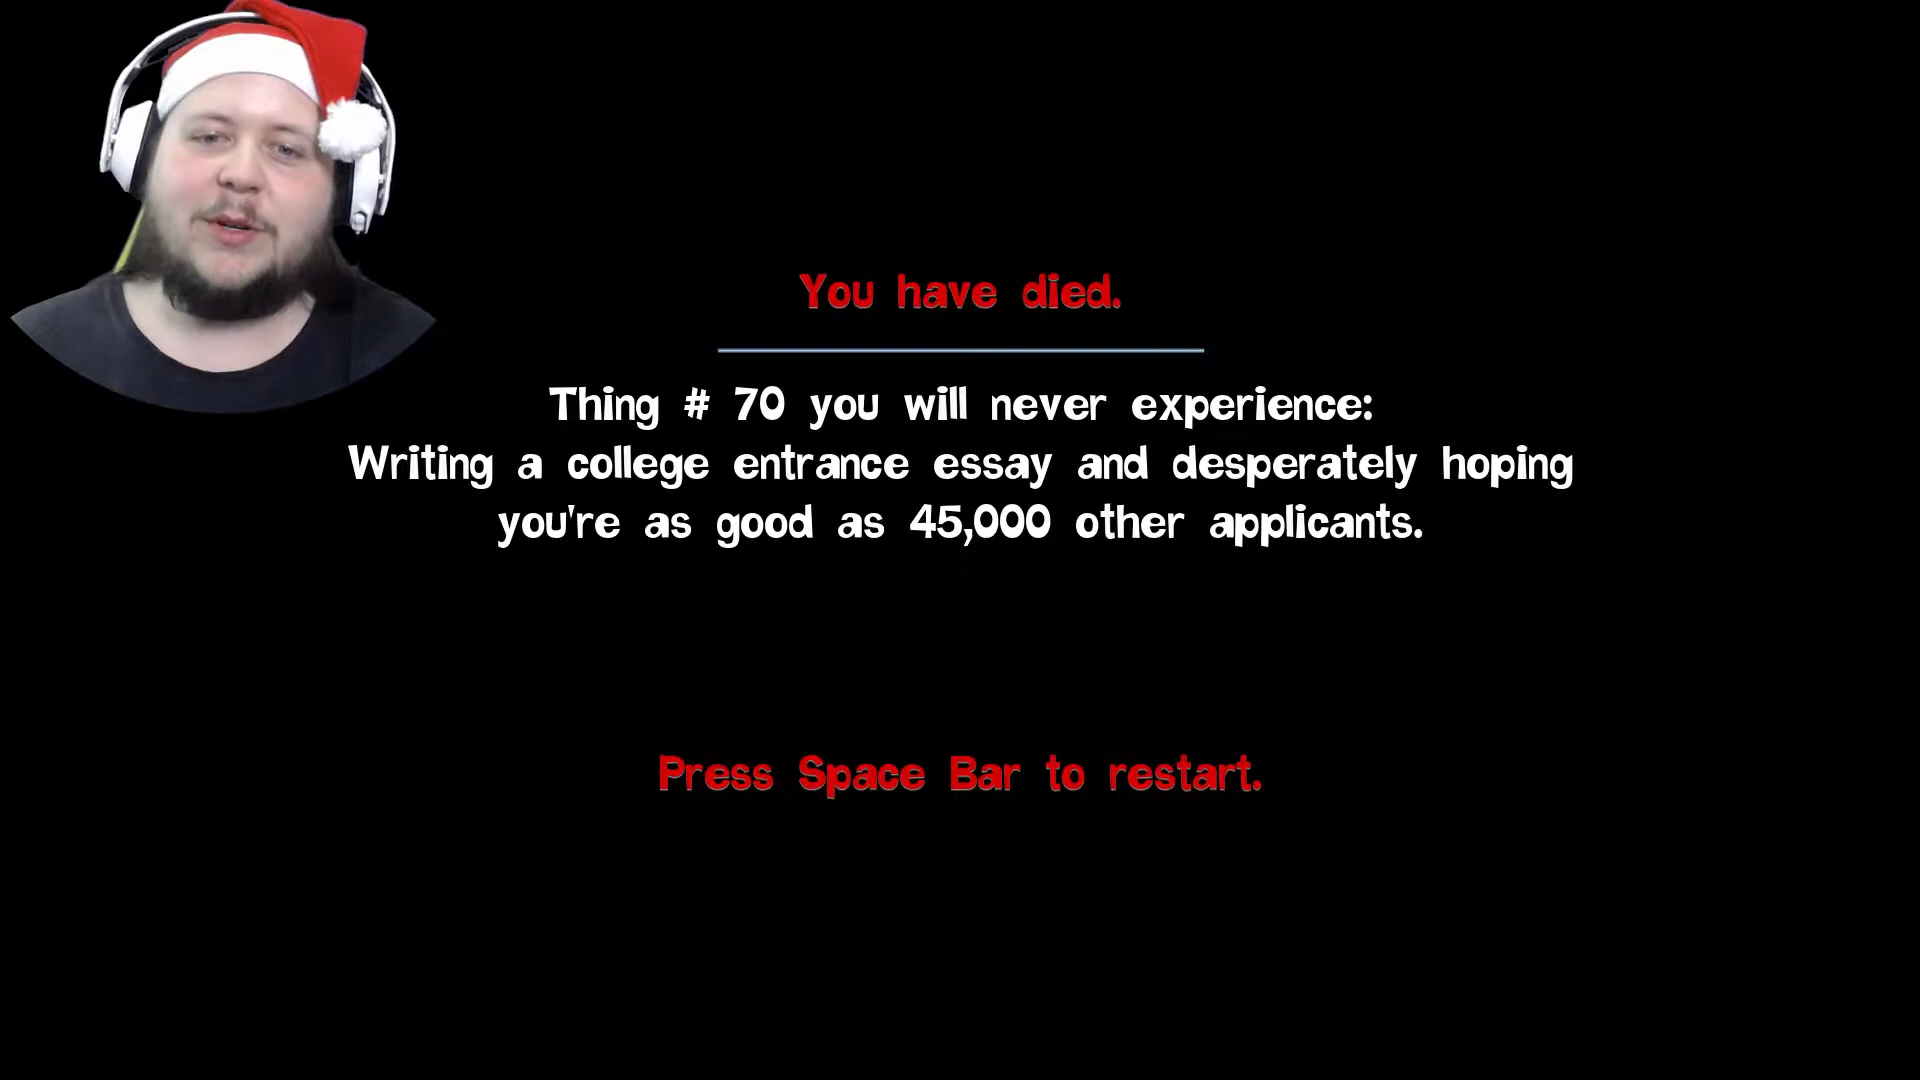 You have died.
Thing # 70 you will never experience:
Writing a college entrance essay and desperately hoping
you're as good as 45,000 other applicants.
Press Space Bar to restart.